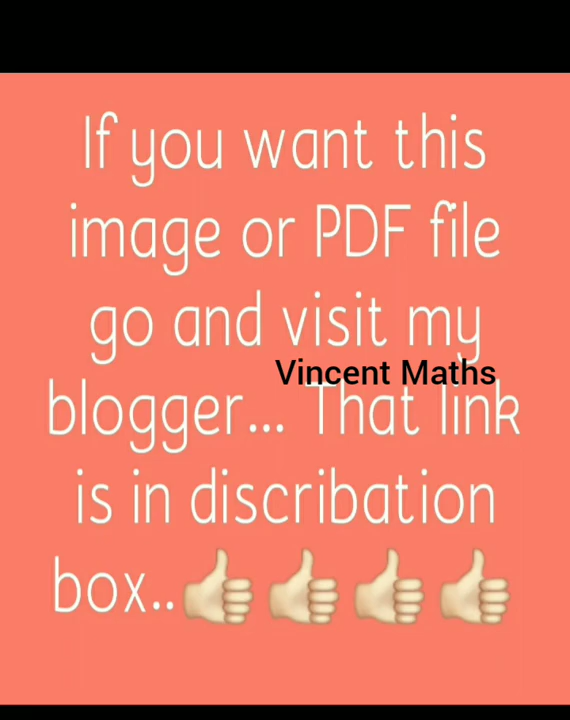 If you want this
image or PDF file
go and visit my
Vincent Maths
blogger... That link
is in discribation
box..👍🏻👍🏻👍🏻👍🏻